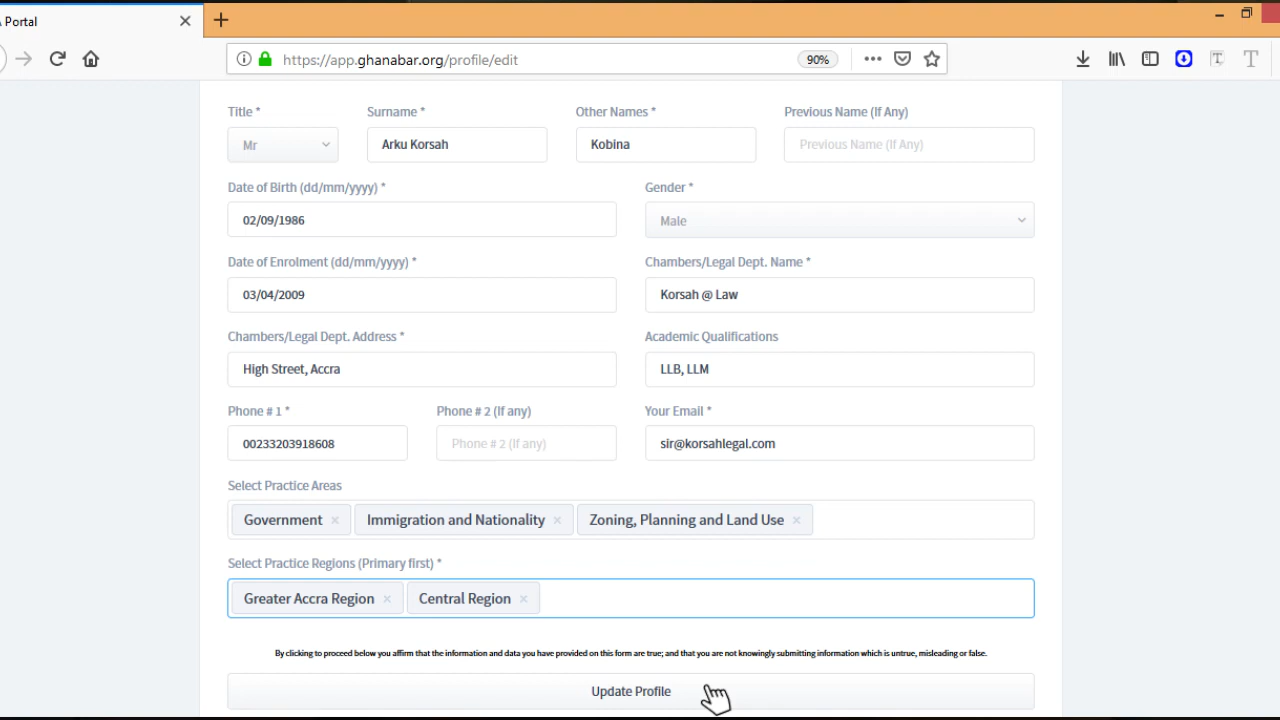 Portal
https://app.ghanabar.org/profile/edit 90%
Title * Surname * Other Names * Previous Name (If Any)
Mr Arku Korsah Kobina Previous Name (If Any)
Date of Birth (dd/mm/yyyy) * Gender *
02/09/1986 Male
Date of Enrolment (dd/mm/yyyy) * Chambers/Legal Dept. Name *
03/04/2009 Korsah @ Law
Chambers/Legal Dept. Address * Academic Qualifications
High Street, Accra LLB, LLM
Phone # 1 * Phone # 2 (If any) Your Email *
00233203918608 Phone # 2 (If any) sir@korsahlegal.com
Select Practice Areas
Government × Immigration and Nationality × Zoning, Planning and Land Use ×
Select Practice Regions (Primary first) *
Greater Accra Region × Central Region ×
By clicking to proceed below you affirm that the information and data you have provided on this form are true; and that you are not knowingly submitting information which is untrue, misleading or false.
Update Profile